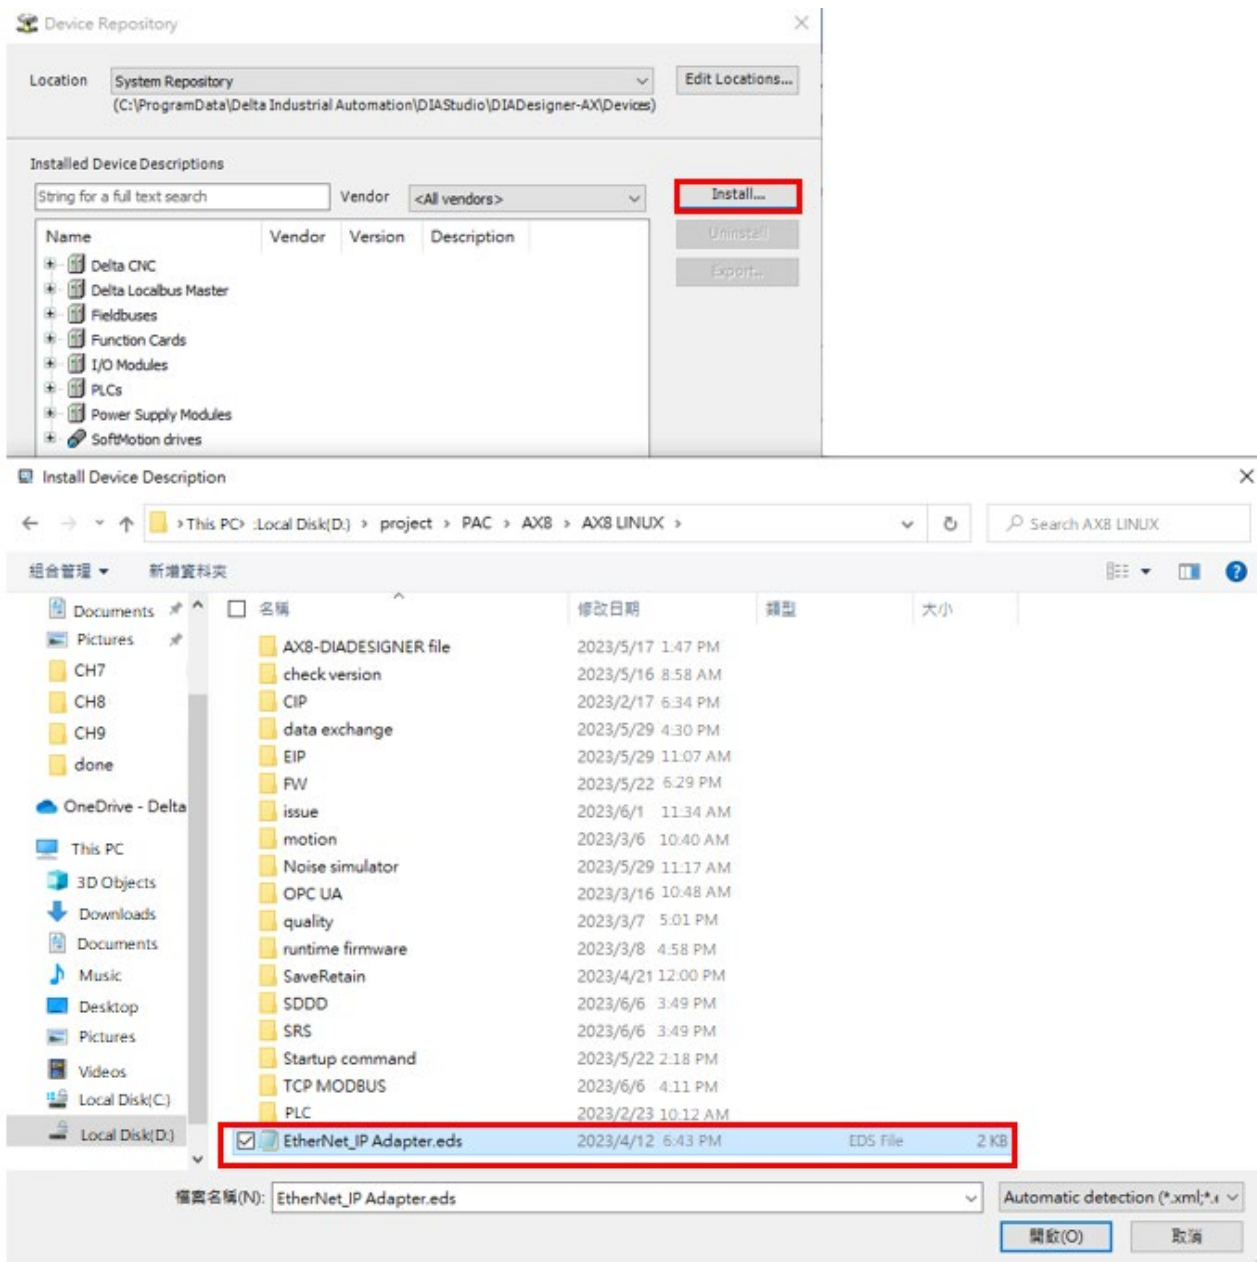 Device Repository
Location System Repository Edit Locations...
(C:\ProgramData\Delta Industrial Automation\DIAStudio\DIADesigner-AX\Devices)
Installed Device Descriptions
String for a full text search Vendor <All vendors> Install...
Name Vendor Version Description Uninstall
Delta CNC Export...
Delta Localbus Master
Fieldbuses
Function Cards
I/O Modules
PLCs
Power Supply Modules
SoftMotion drives
Install Device Description
This PC :Local Disk(D:) project PAC AX8 AX8 LINUX Search AX8 LINUX
組合管理 新增資料夾
Documents 名稱 修改日期 類型 大小
Pictures AX8-DIADESIGNER file 2023/5/17 1:47 PM
CH7 check version 2023/5/16 8:58 AM
CH8 CIP 2023/2/17 6:34 PM
CH9 data exchange 2023/5/29 4:30 PM
done EIP 2023/5/29 11:07 AM
FW 2023/5/22 6:29 PM
OneDrive - Delta issue 2023/6/1 11:34 AM
This PC motion 2023/3/6 10:40 AM
3D Objects Noise simulator 2023/5/29 11:17 AM
Downloads OPC UA 2023/3/16 10:48 AM
quality 2023/3/7 5:01 PM
Documents runtime firmware 2023/3/8 4:58 PM
Music SaveRetain 2023/4/21 12:00 PM
Desktop SDDD 2023/6/6 3:49 PM
Pictures SRS 2023/6/6 3:49 PM
Videos Startup command 2023/5/22 2:18 PM
Local Disk(C:) TCP MODBUS 2023/6/6 4:11 PM
PLC 2023/2/23 10:12 AM
Local Disk(D:) EtherNet_IP Adapter.eds 2023/4/12 6:43 PM EDS File 2 KB
檔案名稱(N): EtherNet_IP Adapter.eds Automatic detection (*.xml;*.e
開啟(O) 取消